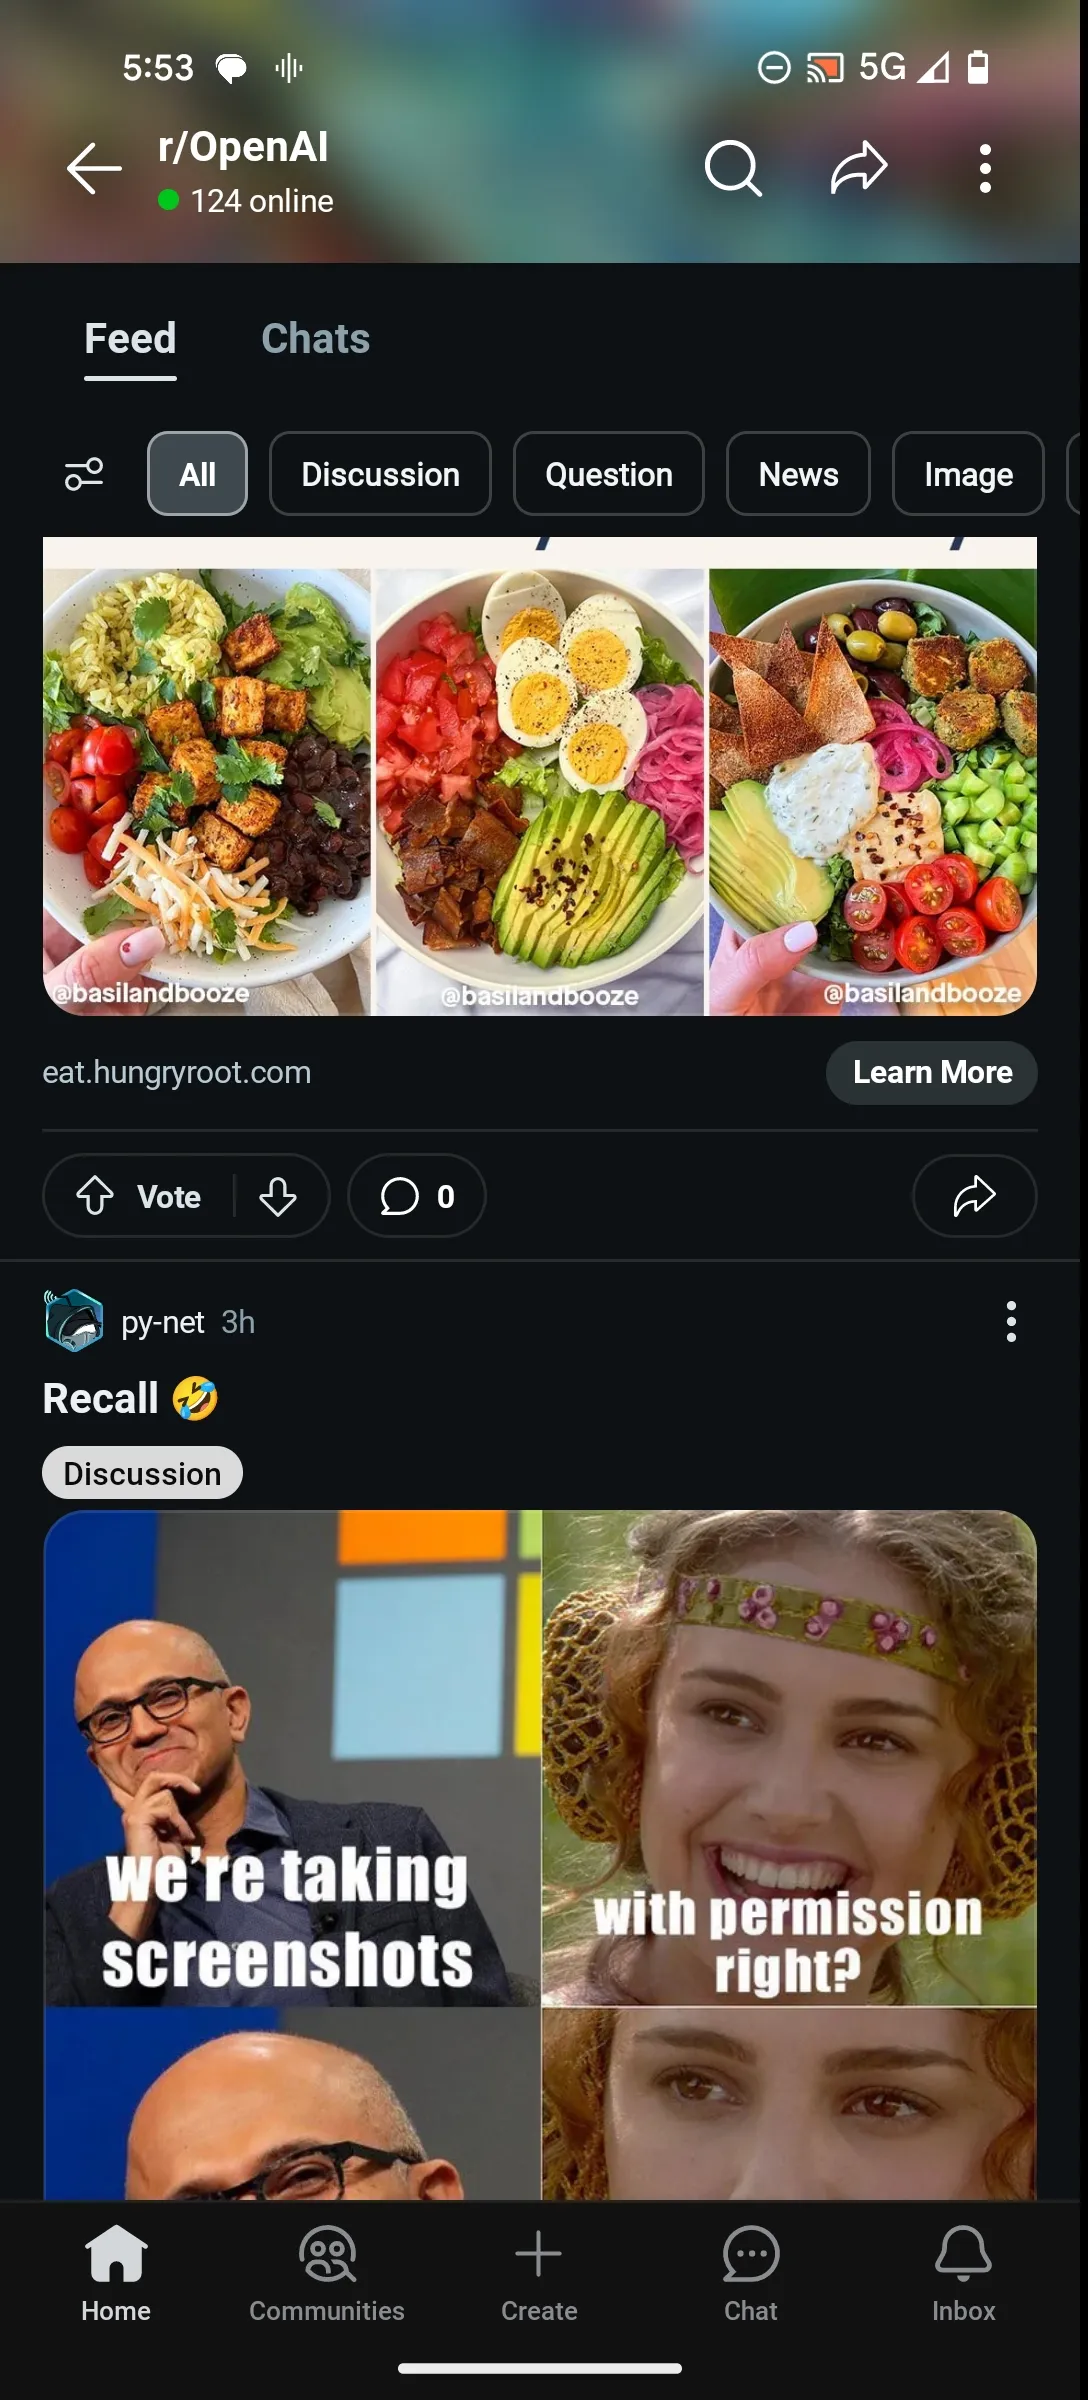 5:53
5G
r/OpenAI
124 online
Feed
Chats
All
Discussion
Question
News
Image
@basilandbooze
@basilandbooze
@basilandbooze
eat.hungryroot.com
Learn More
Vote
0
py-net 3h
Recall 🤣
Discussion
we're taking
screenshots
with permission
right?
Home
Communities
Create
Chat
Inbox